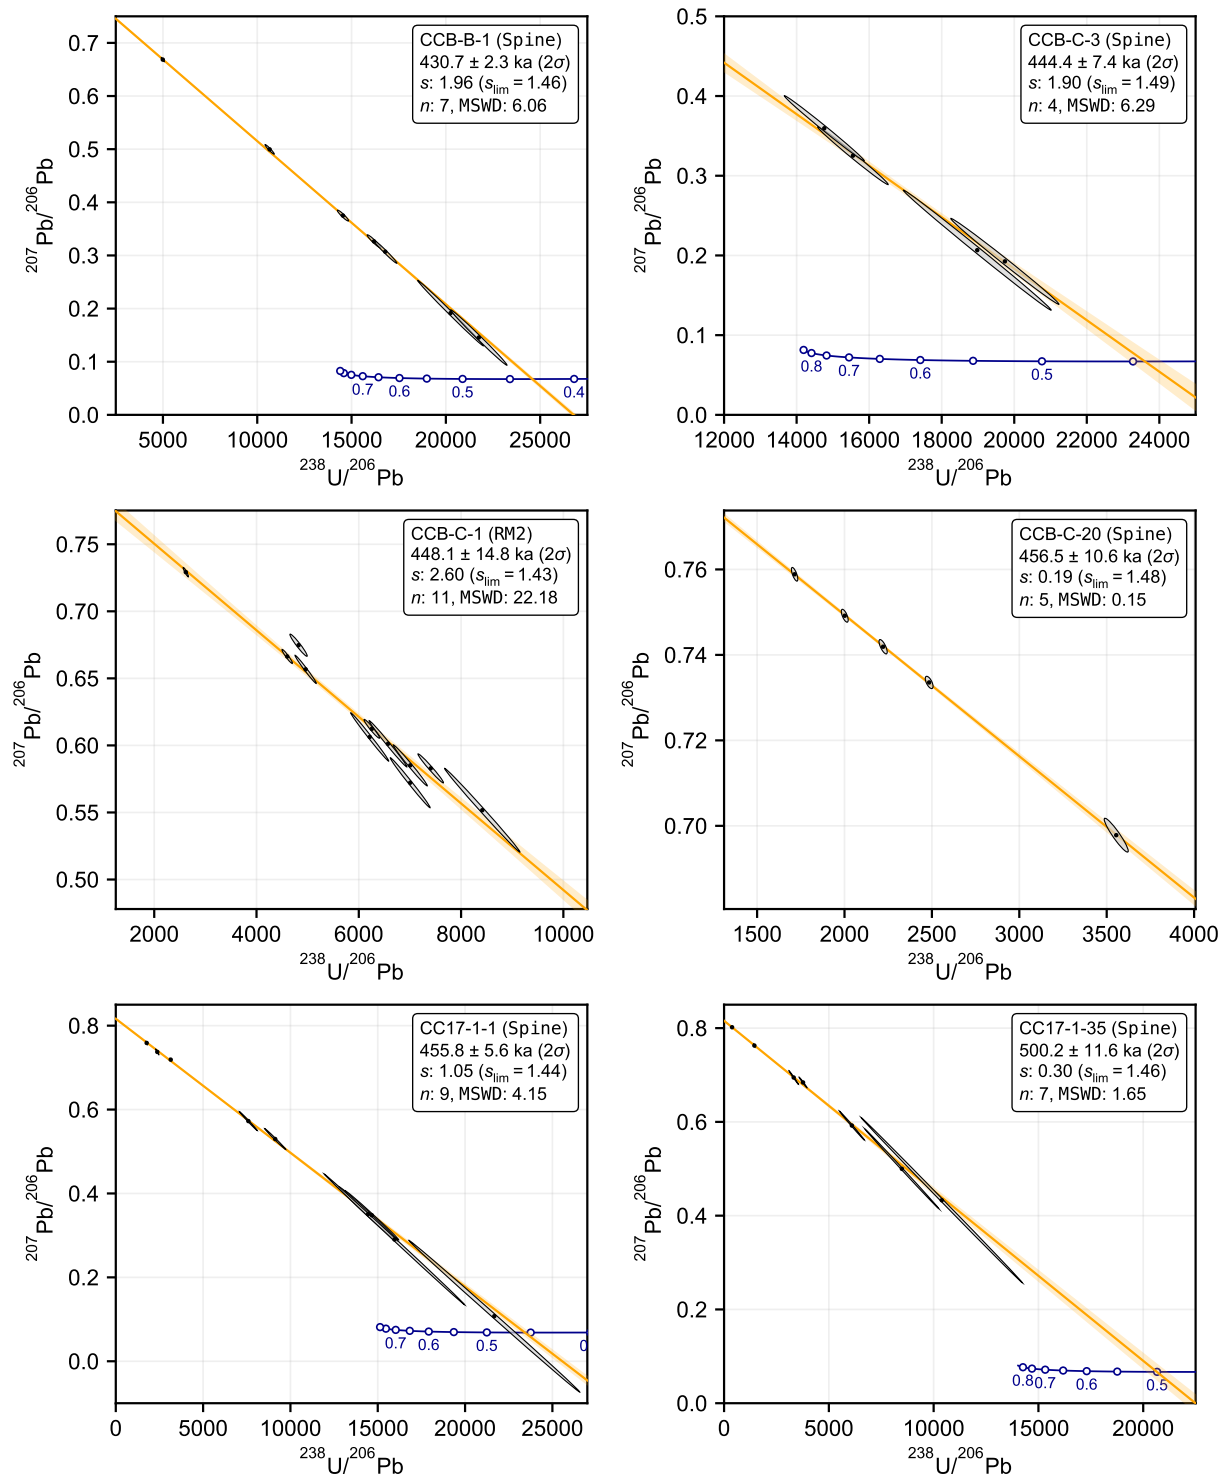 CCB-B-1 (Spine)
430.7 ± 2.3 ka (2σ)
s: 1.96 (s_lim = 1.46)
n: 7, MSWD: 6.06
0.7
0.6
0.5
0.4
0.3
0.2
0.1
0.0
0.7
0.6
0.5
0.4
5000
10000
15000
20000
25000
²³⁸U/²⁰⁶Pb
²⁰⁷Pb/²⁰⁶Pb
CCB-C-3 (Spine)
444.4 ± 7.4 ka (2σ)
s: 1.90 (s_lim = 1.49)
n: 4, MSWD: 6.29
0.5
0.4
0.3
0.2
0.1
0.0
0.8
0.7
0.6
0.5
12000
14000
16000
18000
20000
22000
24000
²³⁸U/²⁰⁶Pb
²⁰⁷Pb/²⁰⁶Pb
CCB-C-1 (RM2)
448.1 ± 14.8 ka (2σ)
s: 2.60 (s_lim = 1.43)
n: 11, MSWD: 22.18
0.75
0.70
0.65
0.60
0.55
0.50
2000
4000
6000
8000
10000
²³⁸U/²⁰⁶Pb
²⁰⁷Pb/²⁰⁶Pb
CCB-C-20 (Spine)
456.5 ± 10.6 ka (2σ)
s: 0.19 (s_lim = 1.48)
n: 5, MSWD: 0.15
0.76
0.74
0.72
0.70
1500
2000
2500
3000
3500
4000
²³⁸U/²⁰⁶Pb
²⁰⁷Pb/²⁰⁶Pb
CC17-1-1 (Spine)
455.8 ± 5.6 ka (2σ)
s: 1.05 (s_lim = 1.44)
n: 9, MSWD: 4.15
0.8
0.6
0.4
0.2
0.0
0.7
0.6
0.5
0
5000
10000
15000
20000
25000
²³⁸U/²⁰⁶Pb
²⁰⁷Pb/²⁰⁶Pb
CC17-1-35 (Spine)
500.2 ± 11.6 ka (2σ)
s: 0.30 (s_lim = 1.46)
n: 7, MSWD: 1.65
0.8
0.6
0.4
0.2
0.0
0.8
0.7
0.6
0.5
0
5000
10000
15000
20000
²³⁸U/²⁰⁶Pb
²⁰⁷Pb/²⁰⁶Pb